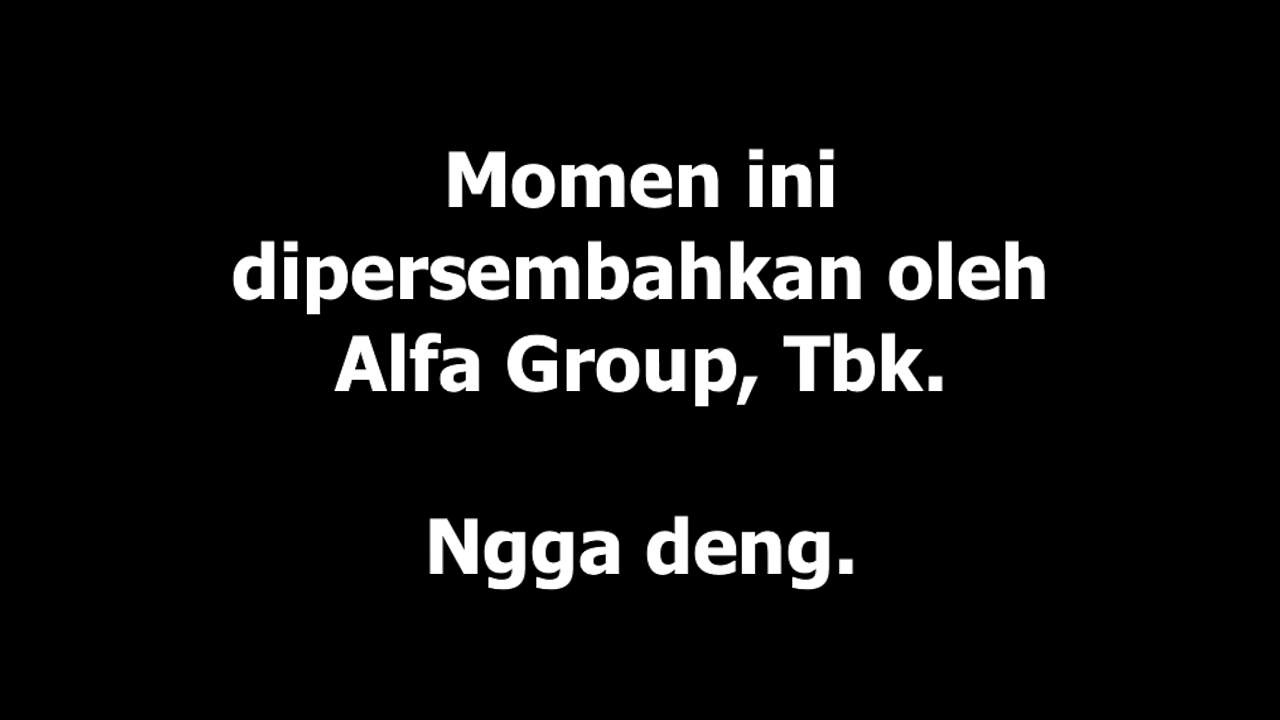 Momen ini
dipersembahkan oleh
Alfa Group, Tbk.
Ngga deng.